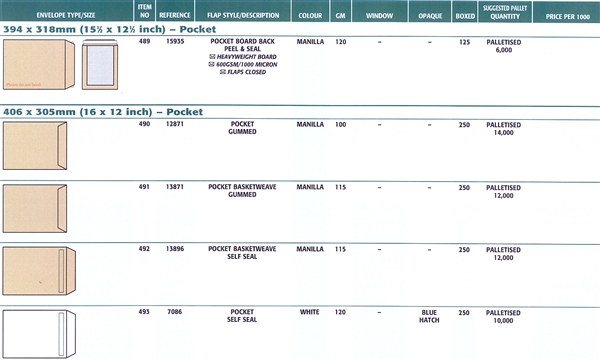 ENVELOPE TYPE/SIZE ITEM NO REFERENCE FLAP STYLE/DESCRIPTION COLOUR GM WINDOW OPAQUE BOXED SUGGESTED PALLET QUANTITY PRICE PER 1000
394 x 318mm (15½ x 12½ inch) – Pocket
489 15935 POCKET BOARD BACK MANILLA 120 – – 125 PALLETISED
PEEL & SEAL 6,000
☒ HEAVYWEIGHT BOARD
☒ 600GSM/1000 MICRON
☒ FLAPS CLOSED
406 x 305mm (16 x 12 inch) – Pocket
490 12871 POCKET MANILLA 100 – – 250 PALLETISED
GUMMED 14,000
491 13871 POCKET BASKETWEAVE MANILLA 115 – – 250 PALLETISED
GUMMED 12,000
492 13896 POCKET BASKETWEAVE MANILLA 115 – – 250 PALLETISED
SELF SEAL 12,000
493 7086 POCKET WHITE 120 – BLUE 250 PALLETISED
SELF SEAL HATCH 10,000